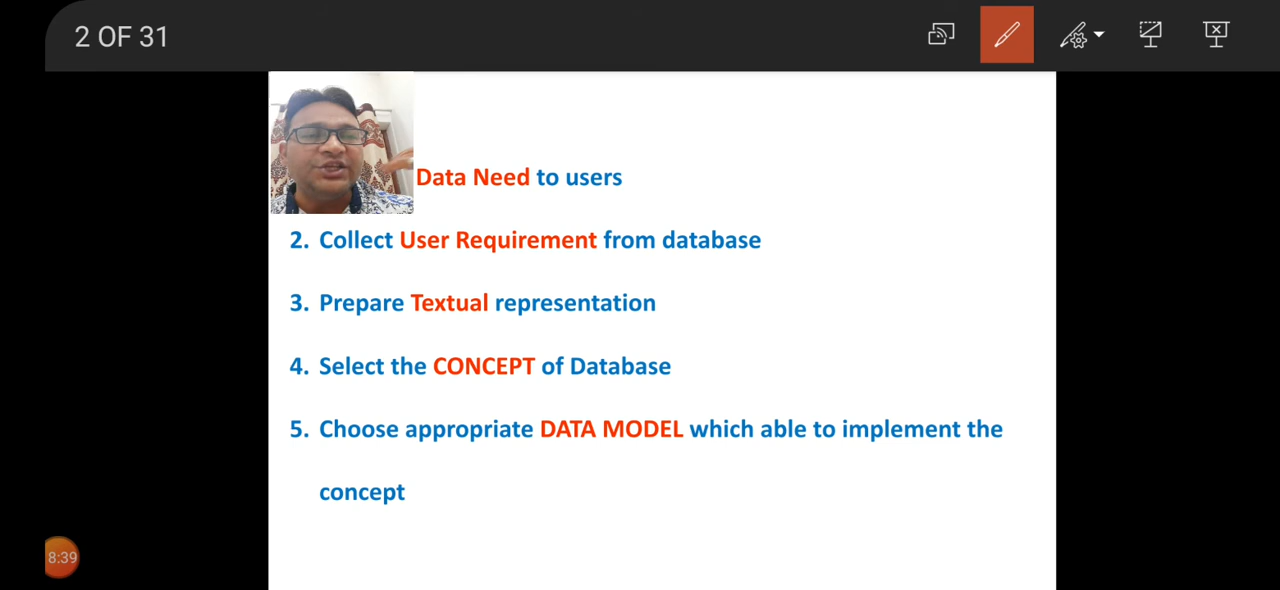 2 OF 31
Data Need to users
2. Collect User Requirement from database
3. Prepare Textual representation
4. Select the CONCEPT of Database
5. Choose appropriate DATA MODEL which able to implement the
concept
8:39